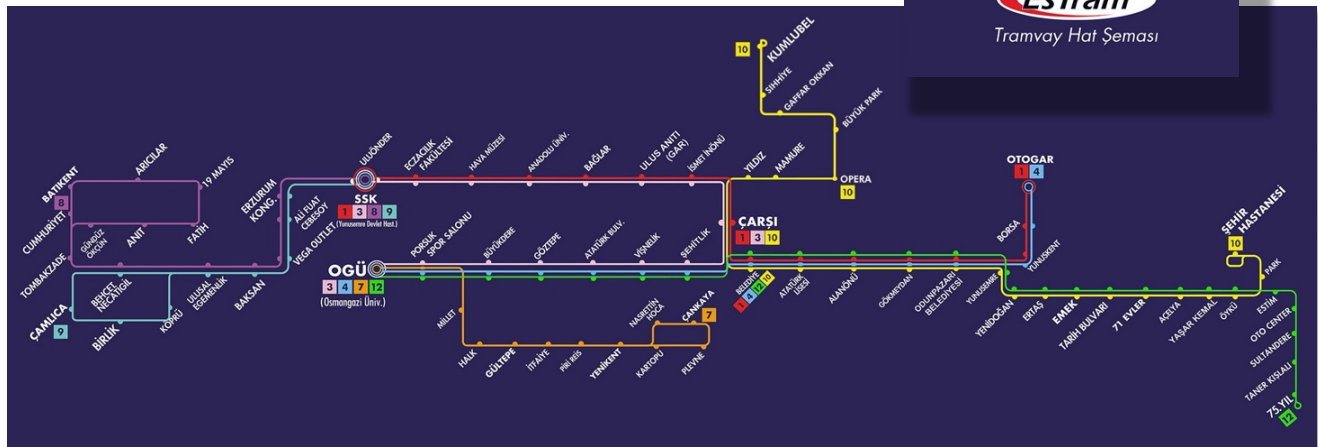 EsTram
Tramvay Hat Şeması
10
KUMLUBEL
SIHHİYE
GAFFAR OKKAN
BÜYÜK PARK
YILDIZ
MAMURE
OPERA
10
BATIKENT
8
ARICILAR
19 MAYIS
CUMHURİYET
GÜNDÜZ
ÖKÇÜN
ANIT
FATİH
TOMBAKZADE
ERZURUM
KONG.
ALİ FUAT
CEBESOY
VEGA OUTLET
ÇAMLICA
9
BEHÇET
NECATİGİL
BİRLİK
KÖPRÜ
ULUSAL
EGEMENLİK
BAKSAN
ULUÖNDER
SSK
1 3 8 9
(Yunusemre Devlet Hast.)
ECZACILIK
FAKÜLTESİ
HAVA MÜZESİ
ANADOLU ÜNİV.
BAĞLAR
ULUS ANITI
(GAR)
İSMET İNÖNÜ
ÇARŞI
1 3 10
OGÜ
3 4 7 12
(Osmangazi Üniv.)
PORSUK
SPOR SALONU
BÜYÜKDERE
GÖZTEPE
ATATÜRK BULV.
VİŞNELİK
ŞEHİTLİK
MİLLET
HALK
GÜLTEPE
İTFAİYE
PİRİ REİS
YENİKENT
KARTOPU
PLEVNE
NASRETTİN
HOCA
ÇANKAYA
7
BELEDİYE
1 4 12 10
ATATÜRK
LİSESİ
ALANÖNÜ
GÖKMEYDAN
ODUNPAZARI
BELEDİYESİ
YUNUSEMRE
OTOGAR
1 4
BORSA
YUNUSKENT
YENİDOĞAN
ERTAŞ
EMEK
TARİH BULVARI
71 EVLER
AÇELYA
YAŞAR KEMAL
ÖYKÜ
ŞEHİR
HASTANESİ
10
PARK
ESTİM
OTO CENTER
SULTANDERE
TANER KIŞLALI
75.YIL
12